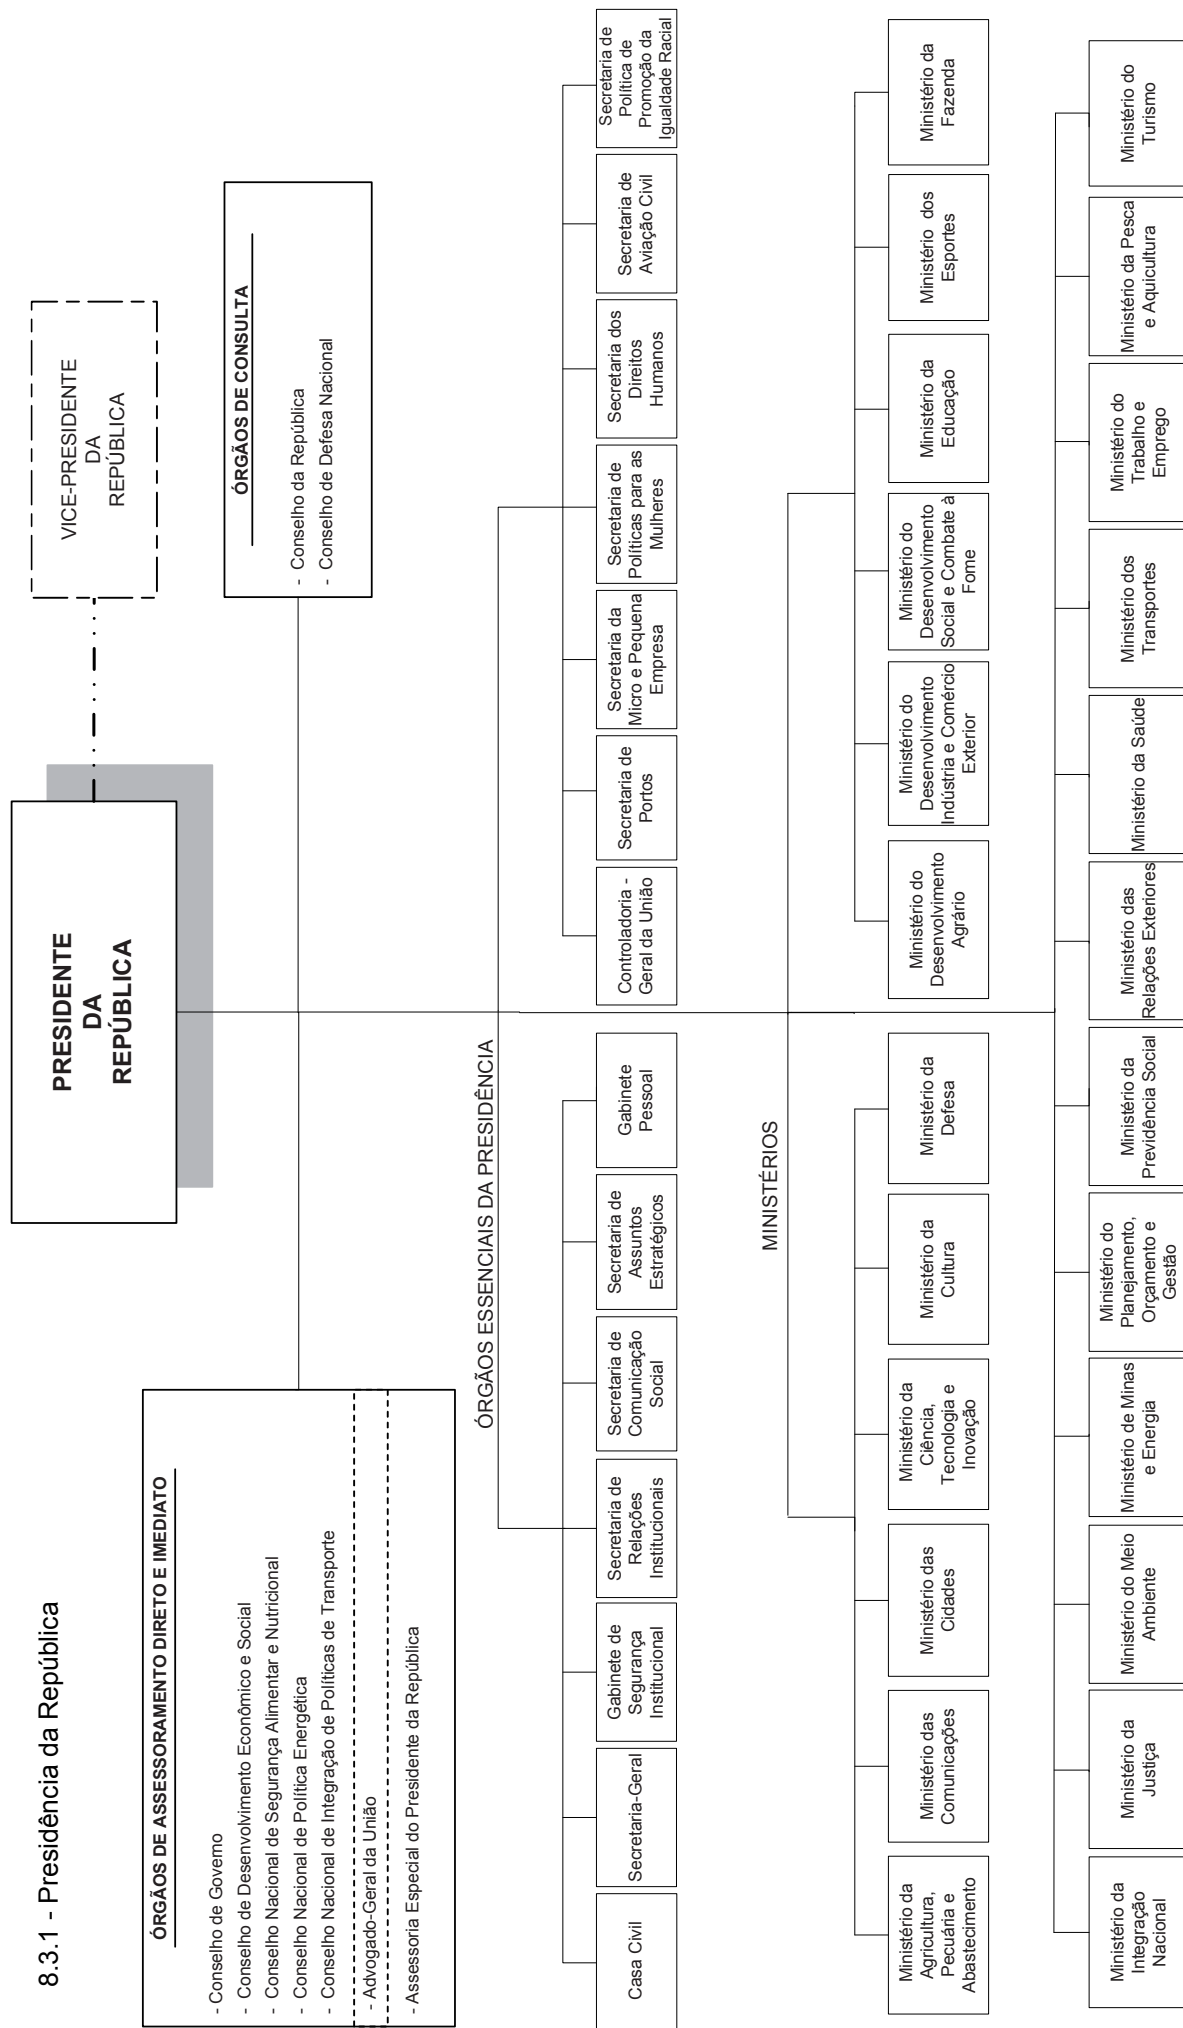 8.3.1 - Presidência da República
PRESIDENTE
DA
REPÚBLICA
VICE-PRESIDENTE
DA
REPÚBLICA
ÓRGÃOS DE ASSESSORAMENTO DIRETO E IMEDIATO
- Conselho de Governo
- Conselho de Desenvolvimento Econômico e Social
- Conselho Nacional de Segurança Alimentar e Nutricional
- Conselho Nacional de Política Energética
- Conselho Nacional de Integração de Políticas de Transporte
- Advogado-Geral da União
- Assessoria Especial do Presidente da República
ÓRGÃOS DE CONSULTA
- Conselho da República
- Conselho de Defesa Nacional
ÓRGÃOS ESSENCIAIS DA PRESIDÊNCIA
Casa Civil
Secretaria-Geral
Gabinete de
Segurança
Institucional
Secretaria de
Relações
Institucionais
Secretaria de
Comunicação
Social
Secretaria de
Assuntos
Estratégicos
Gabinete
Pessoal
Controladoria -
Geral da União
Secretaria de
Portos
Secretaria da
Micro e Pequena
Empresa
Secretaria de
Políticas para as
Mulheres
Secretaria dos
Direitos
Humanos
Secretaria de
Aviação Civil
Secretaria de
Política de
Promoção da
Igualdade Racial
MINISTÉRIOS
Ministério da
Agricultura,
Pecuária e
Abastecimento
Ministério das
Comunicações
Ministério das
Cidades
Ministério da
Ciência,
Tecnologia e
Inovação
Ministério da
Cultura
Ministério da
Defesa
Ministério do
Desenvolvimento
Agrário
Ministério do
Desenvolvimento
Indústria e Comércio
Exterior
Ministério do
Desenvolvimento
Social e Combate à
Fome
Ministério da
Educação
Ministério dos
Esportes
Ministério da
Fazenda
Ministério da
Integração
Nacional
Ministério da
Justiça
Ministério do Meio
Ambiente
Ministério de Minas
e Energia
Ministério do
Planejamento,
Orçamento e
Gestão
Ministério da
Previdência Social
Ministério das
Relações Exteriores
Ministério da Saúde
Ministério dos
Transportes
Ministério do
Trabalho e
Emprego
Ministério da Pesca
e Aquicultura
Ministério do
Turismo